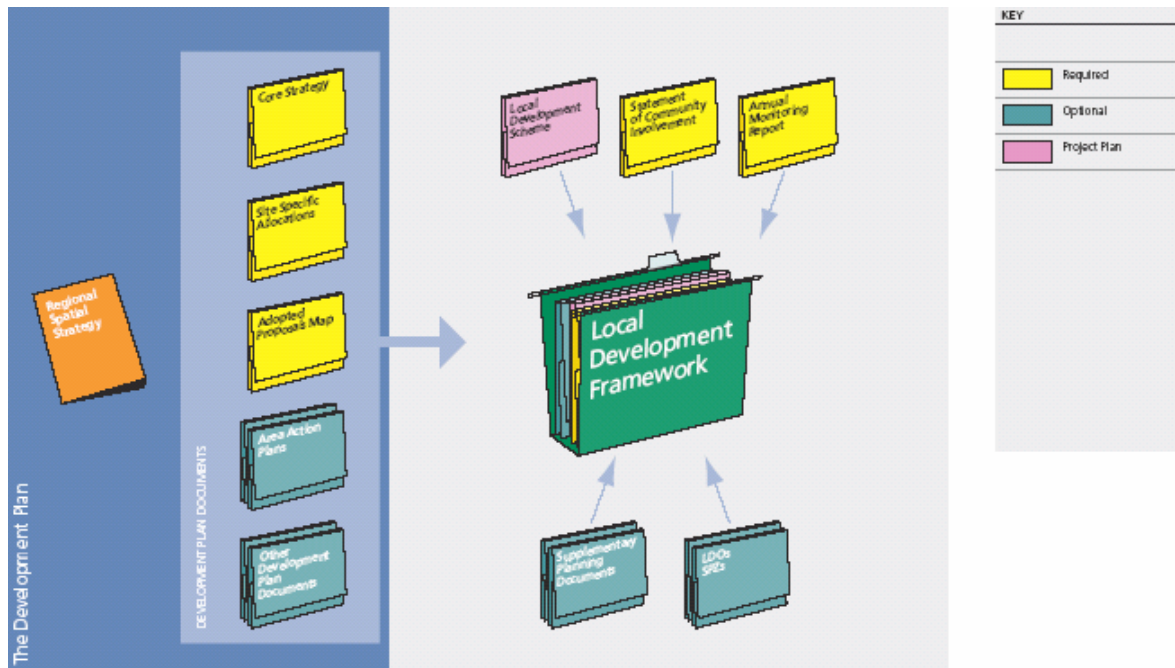 KEY
Required
Optional
Project Plan
The Development Plan
Regional
Spatial
Strategy
DEVELOPMENT PLAN DOCUMENTS
Core Strategy
Site Specific
Allocations
Adopted
Proposals Map
Area Action
Plans
Other
Development
Plan
Documents
Local
Development
Scheme
Statement
of Community
Involvement
Annual
Monitoring
Report
Local
Development
Framework
Supplementary
Planning
Documents
LDOs
SPZs